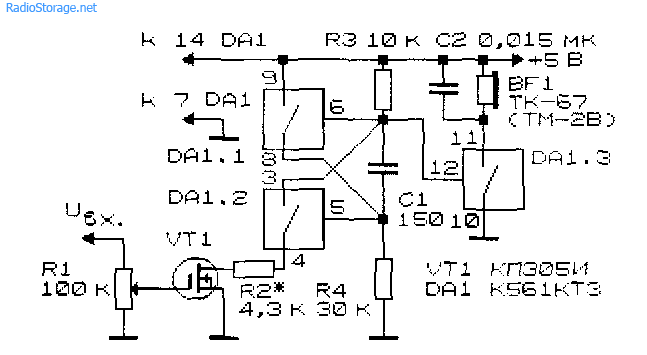 RadioStorage.net
к 14 DA1
R3 10 к C2 0,015 мк
+5 В
9
BF1
ТК-67
(ТМ-2В)
к 7 DA1
6
11
DA1.1
8
12
DA1.3
3
DA1.2
C1
150
10
5
Uвх.
VT1
4
R1
100 к
R2*
4,3 к
R4
30 к
VT1 КП305И
DA1 К561КТ3